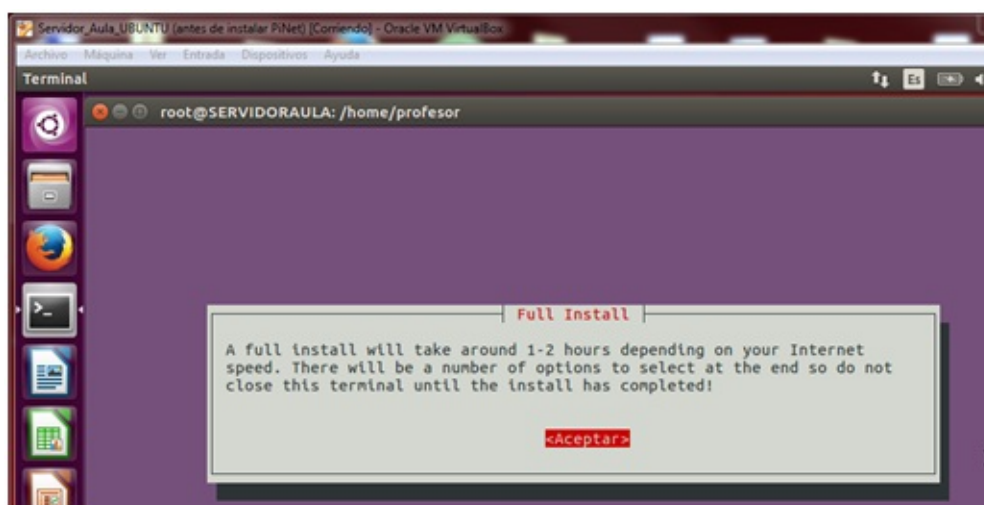 Servidor_Aula_UBUNTU (antes de instalar PiNet) [Corriendo] - Oracle VM VirtualBox
Archivo Máquina Ver Entrada Dispositivos Ayuda
Terminal
Es
root@SERVIDORAULA: /home/profesor
Full Install
A full install will take around 1-2 hours depending on your Internet
speed. There will be a number of options to select at the end so do not
close this terminal until the install has completed!
<Aceptar>